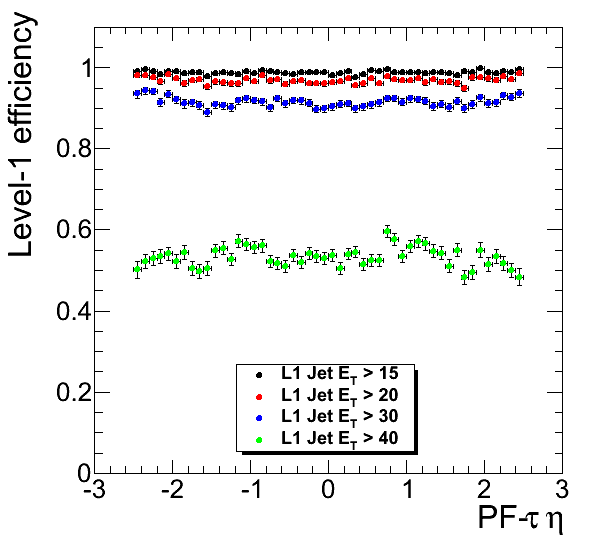 Level-1 efficiency
1
0.8
0.6
0.4
0.2
0
-3 -2 -1 0 1 2 3
PF-τ η
L1 Jet E_T > 15
L1 Jet E_T > 20
L1 Jet E_T > 30
L1 Jet E_T > 40